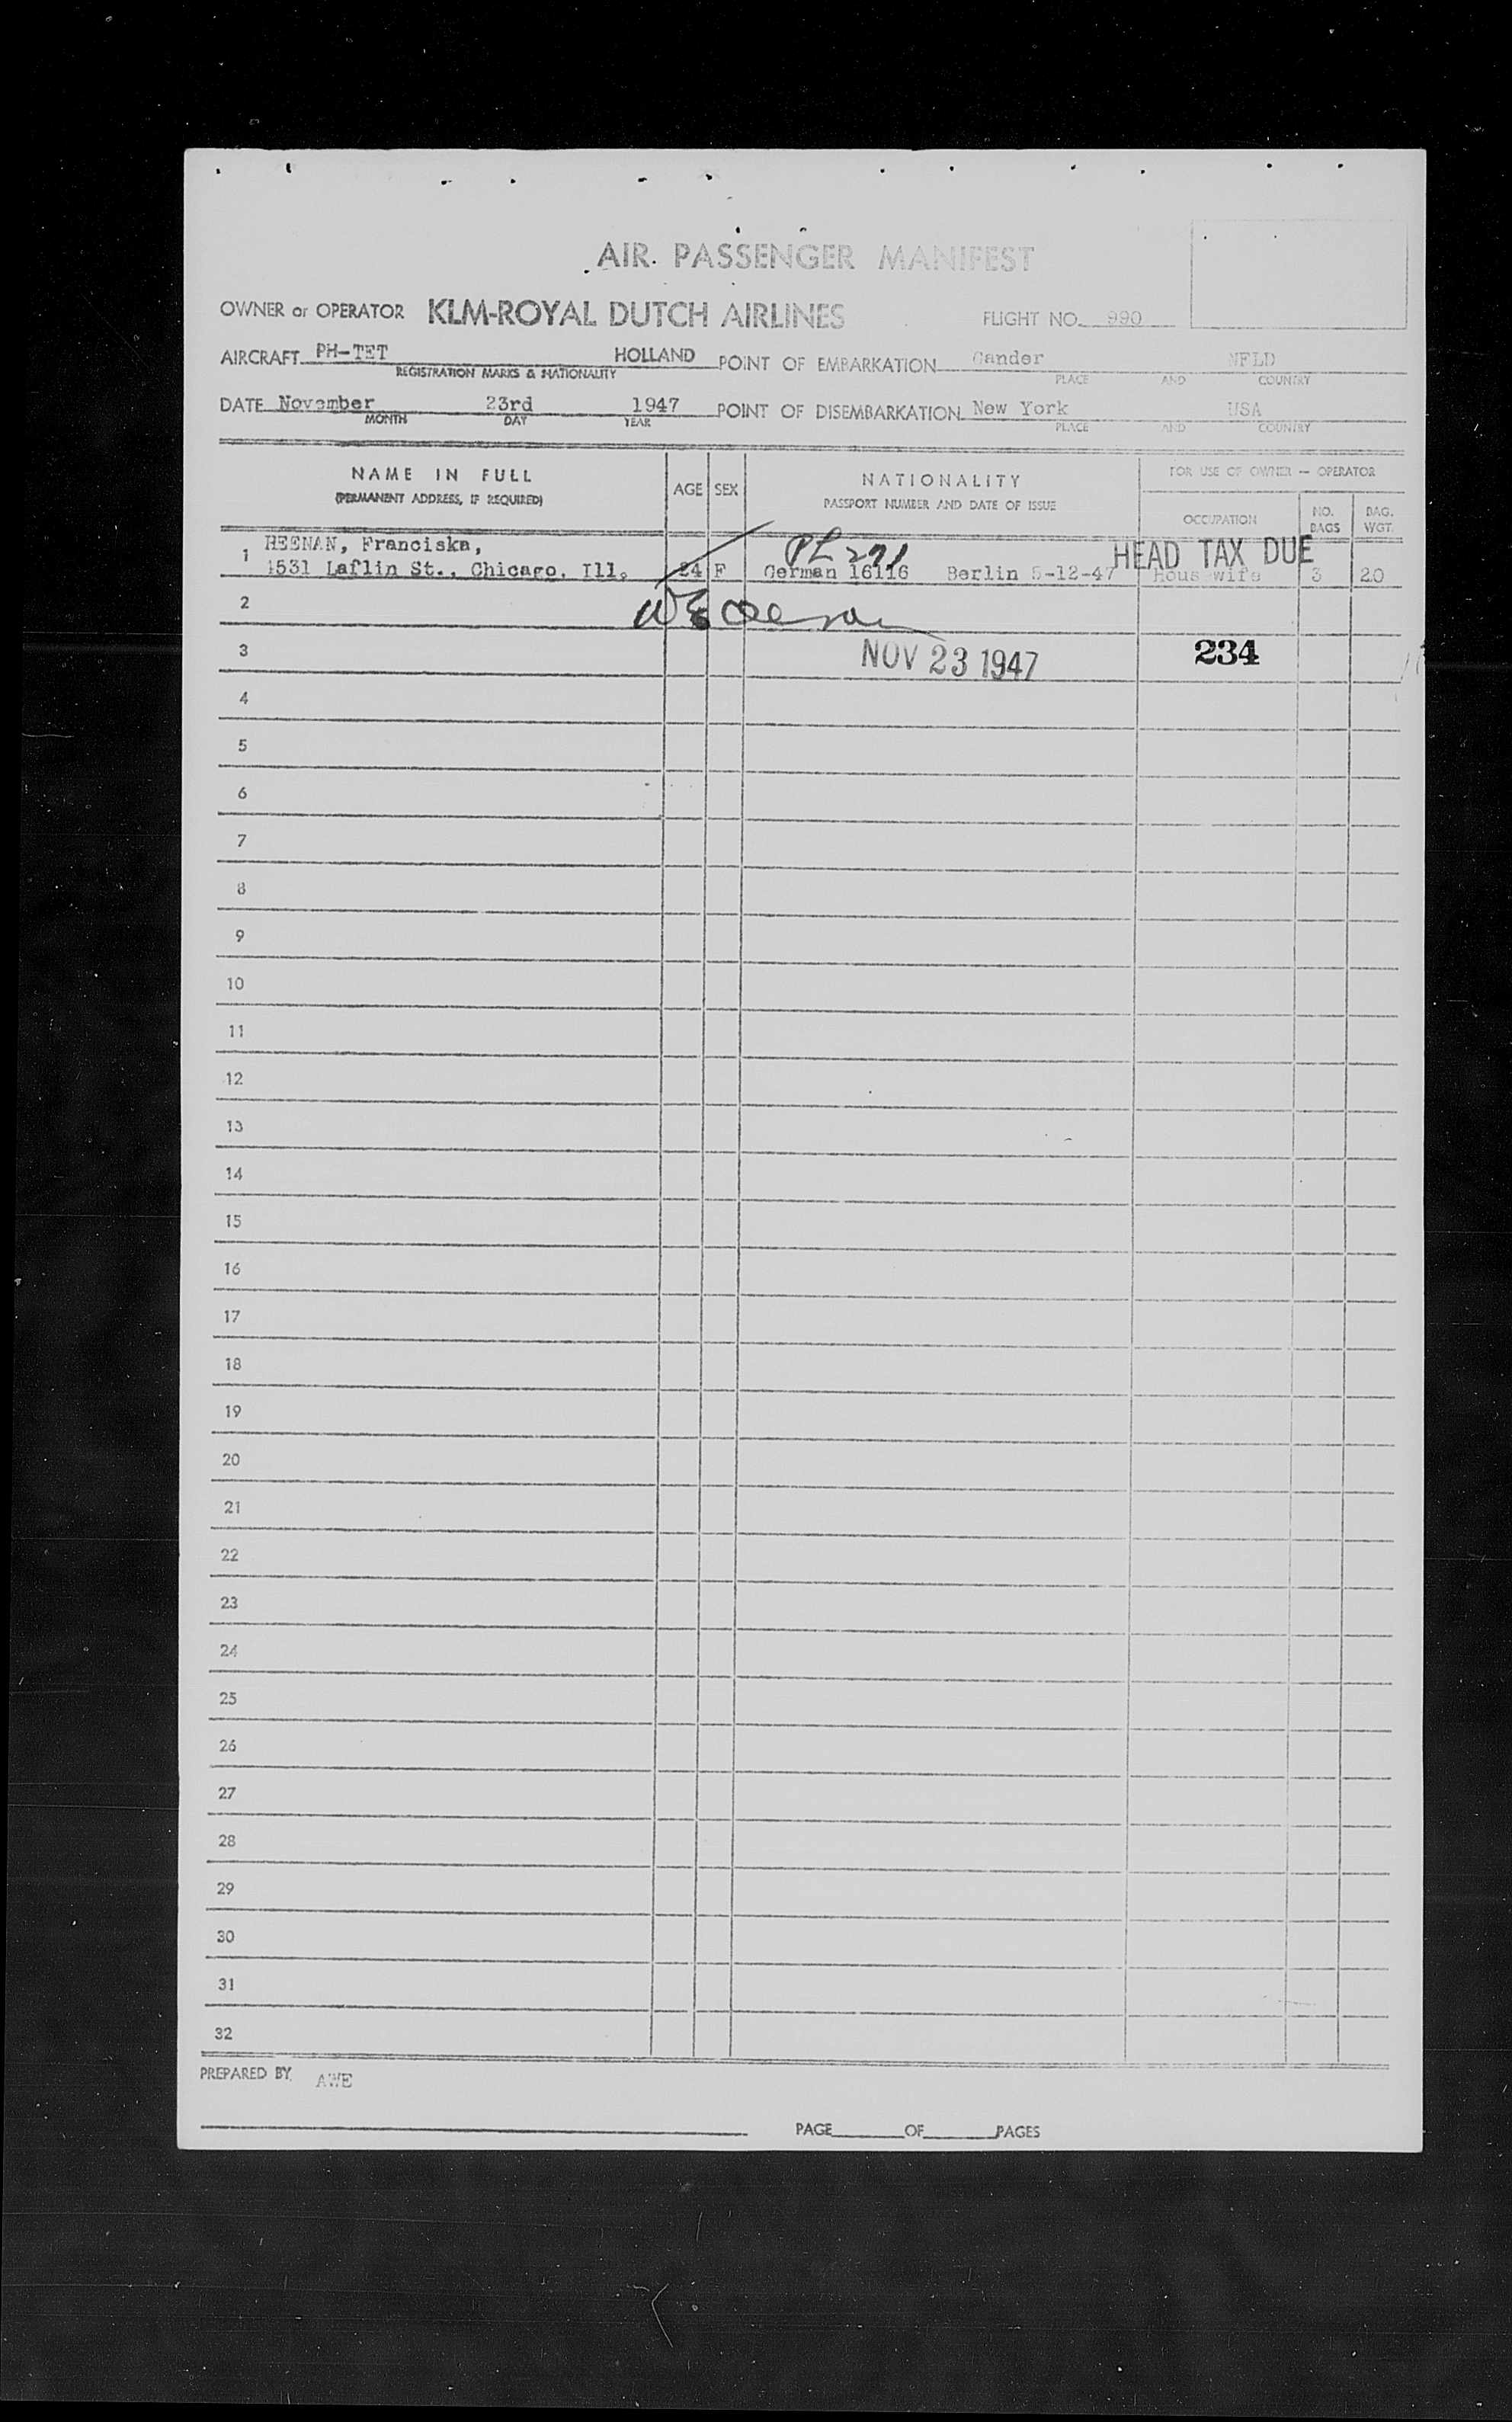 AIR PASSENGER MANIFEST
OWNER or OPERATOR KLM-ROYAL DUTCH AIRLINES FLIGHT NO. 990
AIRCRAFT PH-TET HOLLAND POINT OF EMBARKATION Gander NFLD
REGISTRATION MARKS & NATIONALITY PLACE AND COUNTRY
DATE November 23rd 1947 POINT OF DISEMBARKATION New York USA
MONTH DAY YEAR PLACE AND COUNTRY
NAME IN FULL AGE SEX NATIONALITY FOR USE OF OWNER — OPERATOR
(PERMANENT ADDRESS, IF REQUIRED) PASSPORT NUMBER AND DATE OF ISSUE OCCUPATION NO. BAGS BAG. WGT.
HEENAN, Franciska, PL 271 HEAD TAX DUE
1 1531 Laflin St., Chicago, Ill. 24 F German 16116 Berlin 5-12-47 Housewife 3 20
2
3 NOV 23 1947 234
4
5
6
7
8
9
10
11
12
13
14
15
16
17
18
19
20
21
22
23
24
25
26
27
28
29
30
31
32
PREPARED BY AWE
PAGE OF PAGES